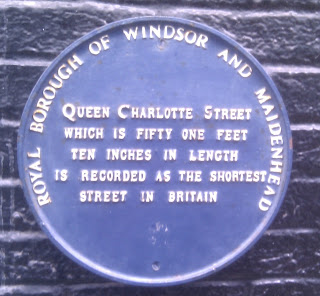 ROYAL BOROUGH OF WINDSOR AND MAIDENHEAD
QUEEN CHARLOTTE STREET
WHICH IS FIFTY ONE FEET
TEN INCHES IN LENGTH
IS RECORDED AS THE SHORTEST
STREET IN BRITAIN